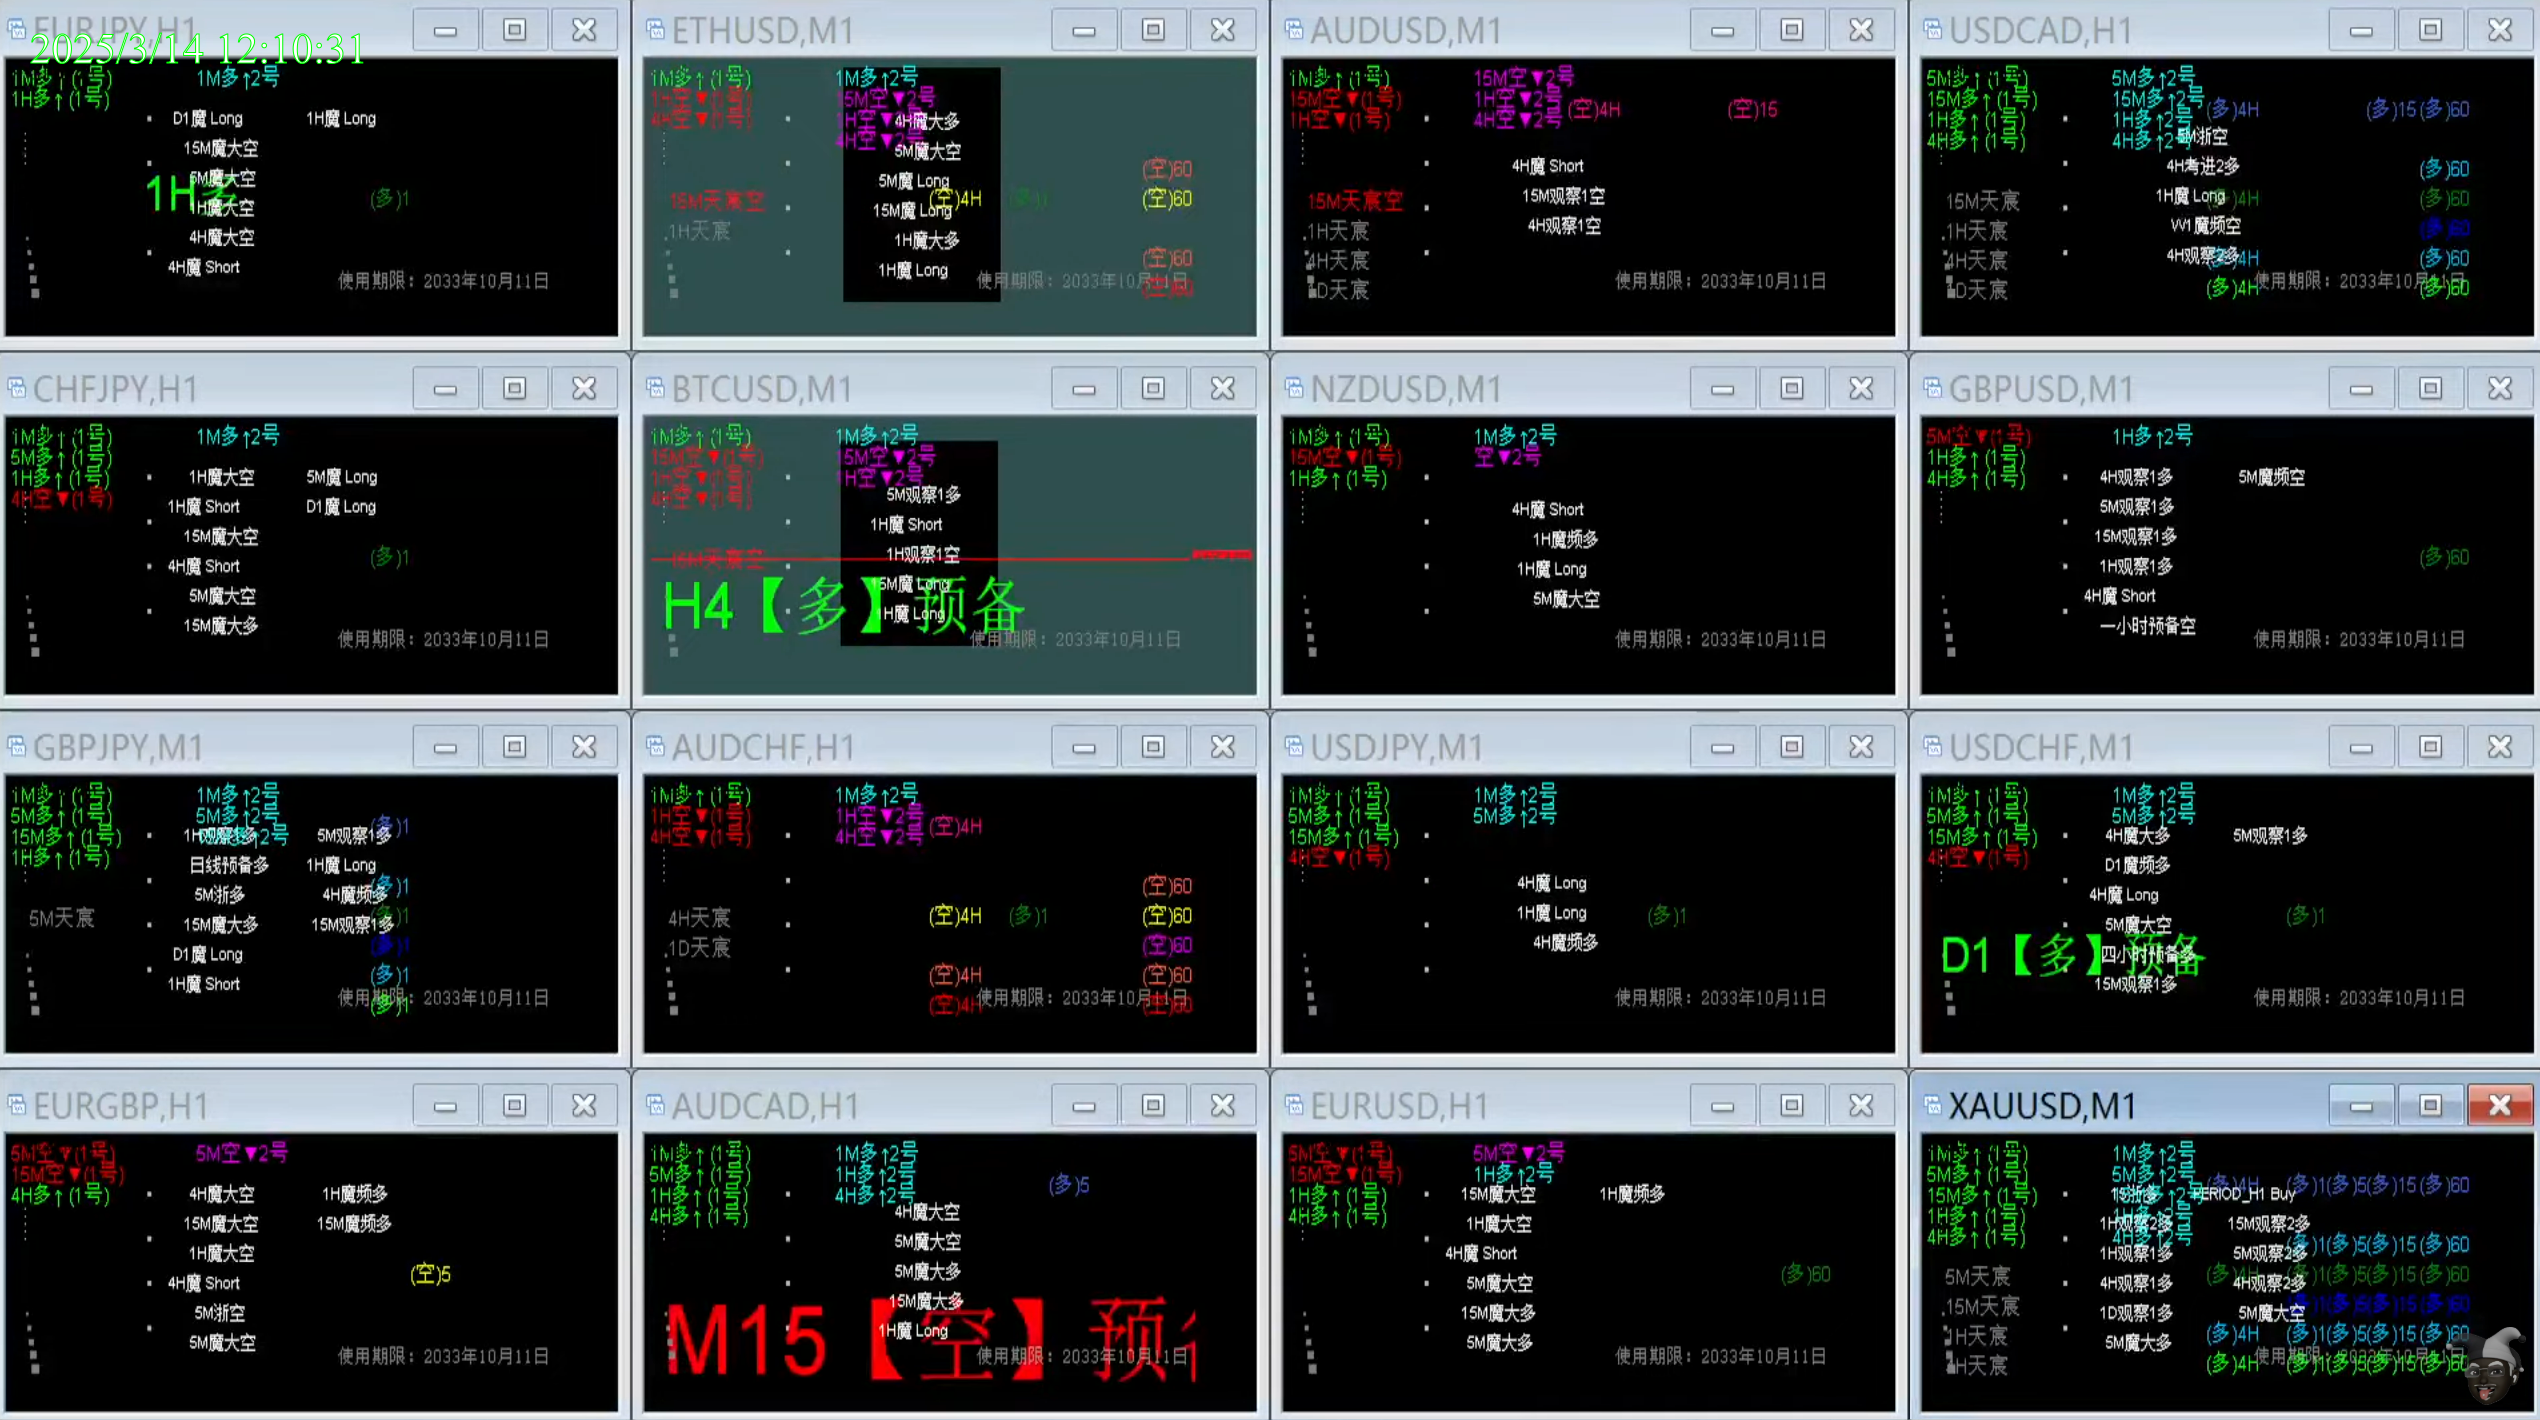 EURJPY,H1
2025/3/14 12:10:31
1M多↑(1号) 1M多↑2号
1H多↑(1号)
D1魔 Long 1H魔 Long
15M魔大空
5M魔大空
1H多 (多)1
1H魔大空
4H魔大空
4H魔 Short
使用期限：2033年10月11日
ETHUSD,M1
1M多↑(1号) 1M多↑2号
1H空▼(1号) 15M空▼2号
4H空▼(1号) 1H空▼2号 4H魔大多
4H空▼2号
5M魔大空
(空)60
5M魔 Long
15M天宸空 (空)4H (多)1 (空)60
15M魔 Long
1H天宸 1H魔大多
(空)60
1H魔 Long
使用期限：2033年10月11日
(空)60
AUDUSD,M1
1M多↑(1号) 15M空▼2号
15M空▼(1号) 1H空▼2号 (空)4H (空)15
1H空▼(1号) 4H空▼2号
4H魔 Short
15M观察1空
15M天宸空
4H观察1空
1H天宸
4H天宸
使用期限：2033年10月11日
D天宸
USDCAD,H1
5M多↑(1号) 5M多↑2号
15M多↑(1号) 15M多↑2号 (多)4H (多)15(多)60
1H多↑(1号) 1H多↑2号
4H多↑(1号) 4H多↑2号 5M浙空
4H考进2多 (多)60
15M天宸 1H魔 Long (多)4H (多)60
1H天宸 W1魔频空 (多)60
4H天宸 4H观察2多 (多)4H (多)60
使用期限：2033年10月11日
D天宸 (多)4H (多)60
CHFJPY,H1
1M多↑(1号) 1M多↑2号
5M多↑(1号)
1H多↑(1号) 1H魔大空 5M魔 Long
4H空▼(1号) 1H魔 Short D1魔 Long
15M魔大空
4H魔 Short (多)1
5M魔大空
15M魔大多
使用期限：2033年10月11日
BTCUSD,M1
1M多↑(1号) 1M多↑2号
15M空▼(1号) 15M空▼2号
1H空▼(1号) 1H空▼2号
4H空▼(1号) 5M观察1多
1H魔 Short
15M天宸空 1H观察1空
15M魔 Long
H4【多】预备
1H魔 Long
使用期限：2033年10月11日
NZDUSD,M1
1M多↑(1号) 1M多↑2号
15M空▼(1号) 空▼2号
1H多↑(1号)
4H魔 Short
1H魔频多
1H魔 Long
5M魔大空
使用期限：2033年10月11日
GBPUSD,M1
5M空▼(1号) 1H多↑2号
1H多↑(1号)
4H多↑(1号) 4H观察1多 5M魔频空
5M观察1多
15M观察1多
1H观察1多 (多)60
4H魔 Short
一小时预备空
使用期限：2033年10月11日
GBPJPY,M1
1M多↑(1号) 1M多↑2号
5M多↑(1号) 5M多↑2号 (多)1
15M多↑(1号) 1H观察1多 5M观察1多
1H多↑(1号) 日线预备多 1H魔 Long
5M浙多 4H魔频多 (多)1
5M天宸 15M魔大多 15M观察1多 (多)1
(多)1
D1魔 Long
1H魔 Short (多)1
使用期限：2033年10月11日
(多)1
AUDCHF,H1
1M多↑(1号) 1M多↑2号
1H空▼(1号) 1H空▼2号 (空)4H
4H空▼(1号) 4H空▼2号
(空)60
4H天宸 (空)4H (多)1 (空)60
1D天宸 (空)60
(空)4H (空)60
使用期限：2033年10月11日
(空)4H (空)60
USDJPY,M1
1M多↑(1号) 1M多↑2号
5M多↑(1号) 5M多↑2号
15M多↑(1号)
4H空▼(1号)
4H魔 Long
1H魔 Long (多)1
4H魔频多
使用期限：2033年10月11日
USDCHF,M1
1M多↑(1号) 1M多↑2号
5M多↑(1号) 5M多↑2号
15M多↑(1号) 4H魔大多 5M观察1多
4H空▼(1号) D1魔频多
4H魔 Long
5M魔大空 (多)1
D1【多】预备
四小时预备多
15M观察1多
使用期限：2033年10月11日
EURGBP,H1
5M空▼(1号) 5M空▼2号
15M空▼(1号)
4H多↑(1号) 4H魔大空 1H魔频多
15M魔大空 15M魔频多
1H魔大空
4H魔 Short (空)5
5M浙空
5M魔大空
使用期限：2033年10月11日
AUDCAD,H1
1M多↑(1号) 1M多↑2号
5M多↑(1号) 1H多↑2号 (多)5
1H多↑(1号) 4H多↑2号
4H多↑(1号) 4H魔大空
5M魔大空
5M魔大多
15M魔大多
M15【空】预
1H魔 Long
使用期限：2033年10月11日
EURUSD,H1
5M空▼(1号) 5M空▼2号
15M空▼(1号) 1H多↑2号
1H多↑(1号) 15M魔大空 1H魔频多
4H多↑(1号) 1H魔大空
4H魔 Short
5M魔大空 (多)60
15M魔大多
5M魔大多
使用期限：2033年10月11日
XAUUSD,M1
1M多↑(1号) 1M多↑2号
5M多↑(1号) 5M多↑2号 (多)4H (多)1(多)5(多)15(多)60
15M多↑(1号) PERIOD_H1 Buy
1H多↑(1号) 1H观察2多 15M观察2多
4H多↑(1号) 4H多↑2号 (多)1(多)5(多)15(多)60
1H观察1多 5M观察2多
5M天宸 4H观察1多 (多)4H 4H观察2多 (多)1(多)5(多)15(多)60
15M天宸 1D观察1多 5M魔大空 (多)1(多)5(多)15(多)60
1H天宸 5M魔大多 (多)4H (多)1(多)5(多)15(多)60
4H天宸 (多)4H (多)1(多)5(多)15(多)60